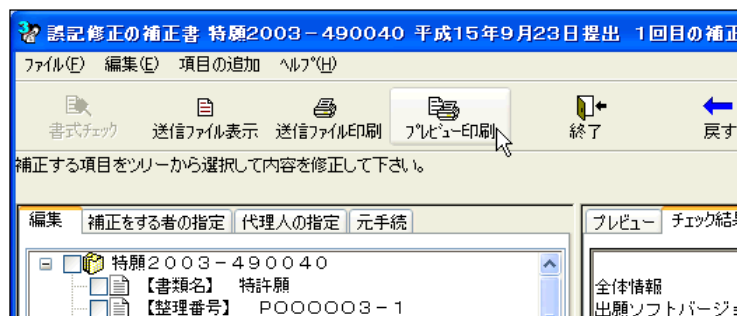 誤記修正の補正書 特願2003-490040 平成15年9月23日提出 1回目の補正
ファイル(F) 編集(E) 項目の追加 ヘルプ(H)
書式チェック 送信ファイル表示 送信ファイル印刷 プレビュー印刷 終了 戻す
補正する項目をツリーから選択して内容を修正して下さい。
編集 補正をする者の指定 代理人の指定 元手続 プレビュー チェック結果
特願2003-490040
【書類名】 特許願 全体情報
【整理番号】 P000003-1 出願ソフトバージョ